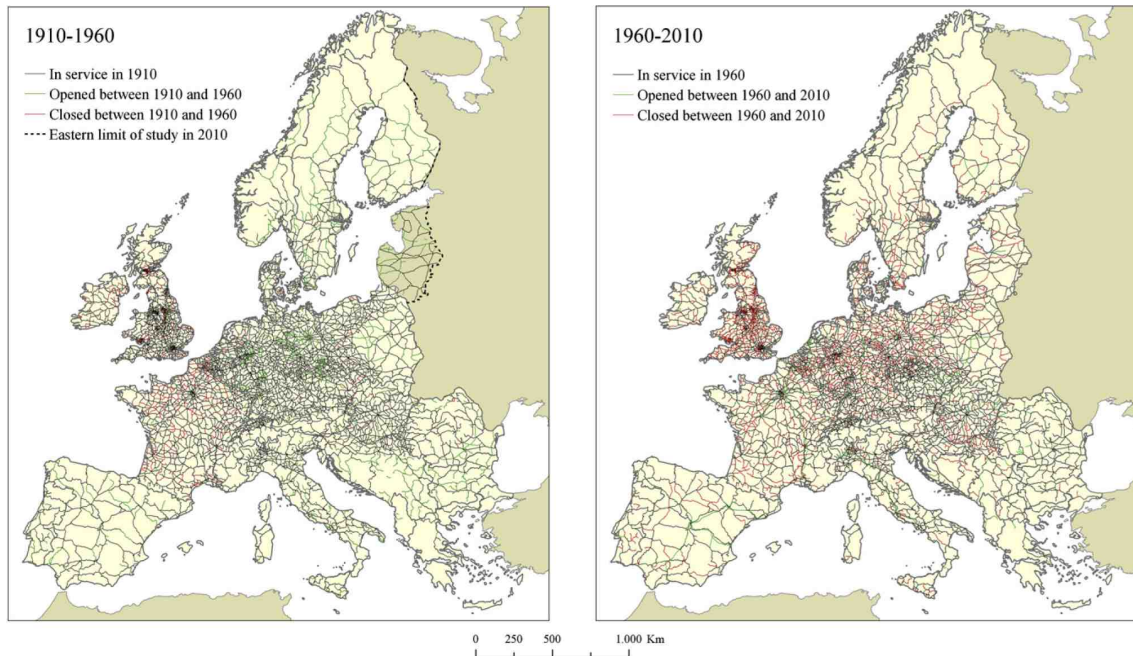 1910-1960
In service in 1910
Opened between 1910 and 1960
Closed between 1910 and 1960
Eastern limit of study in 2010
1960-2010
In service in 1960
Opened between 1960 and 2010
Closed between 1960 and 2010
0 250 500 1.000 Km